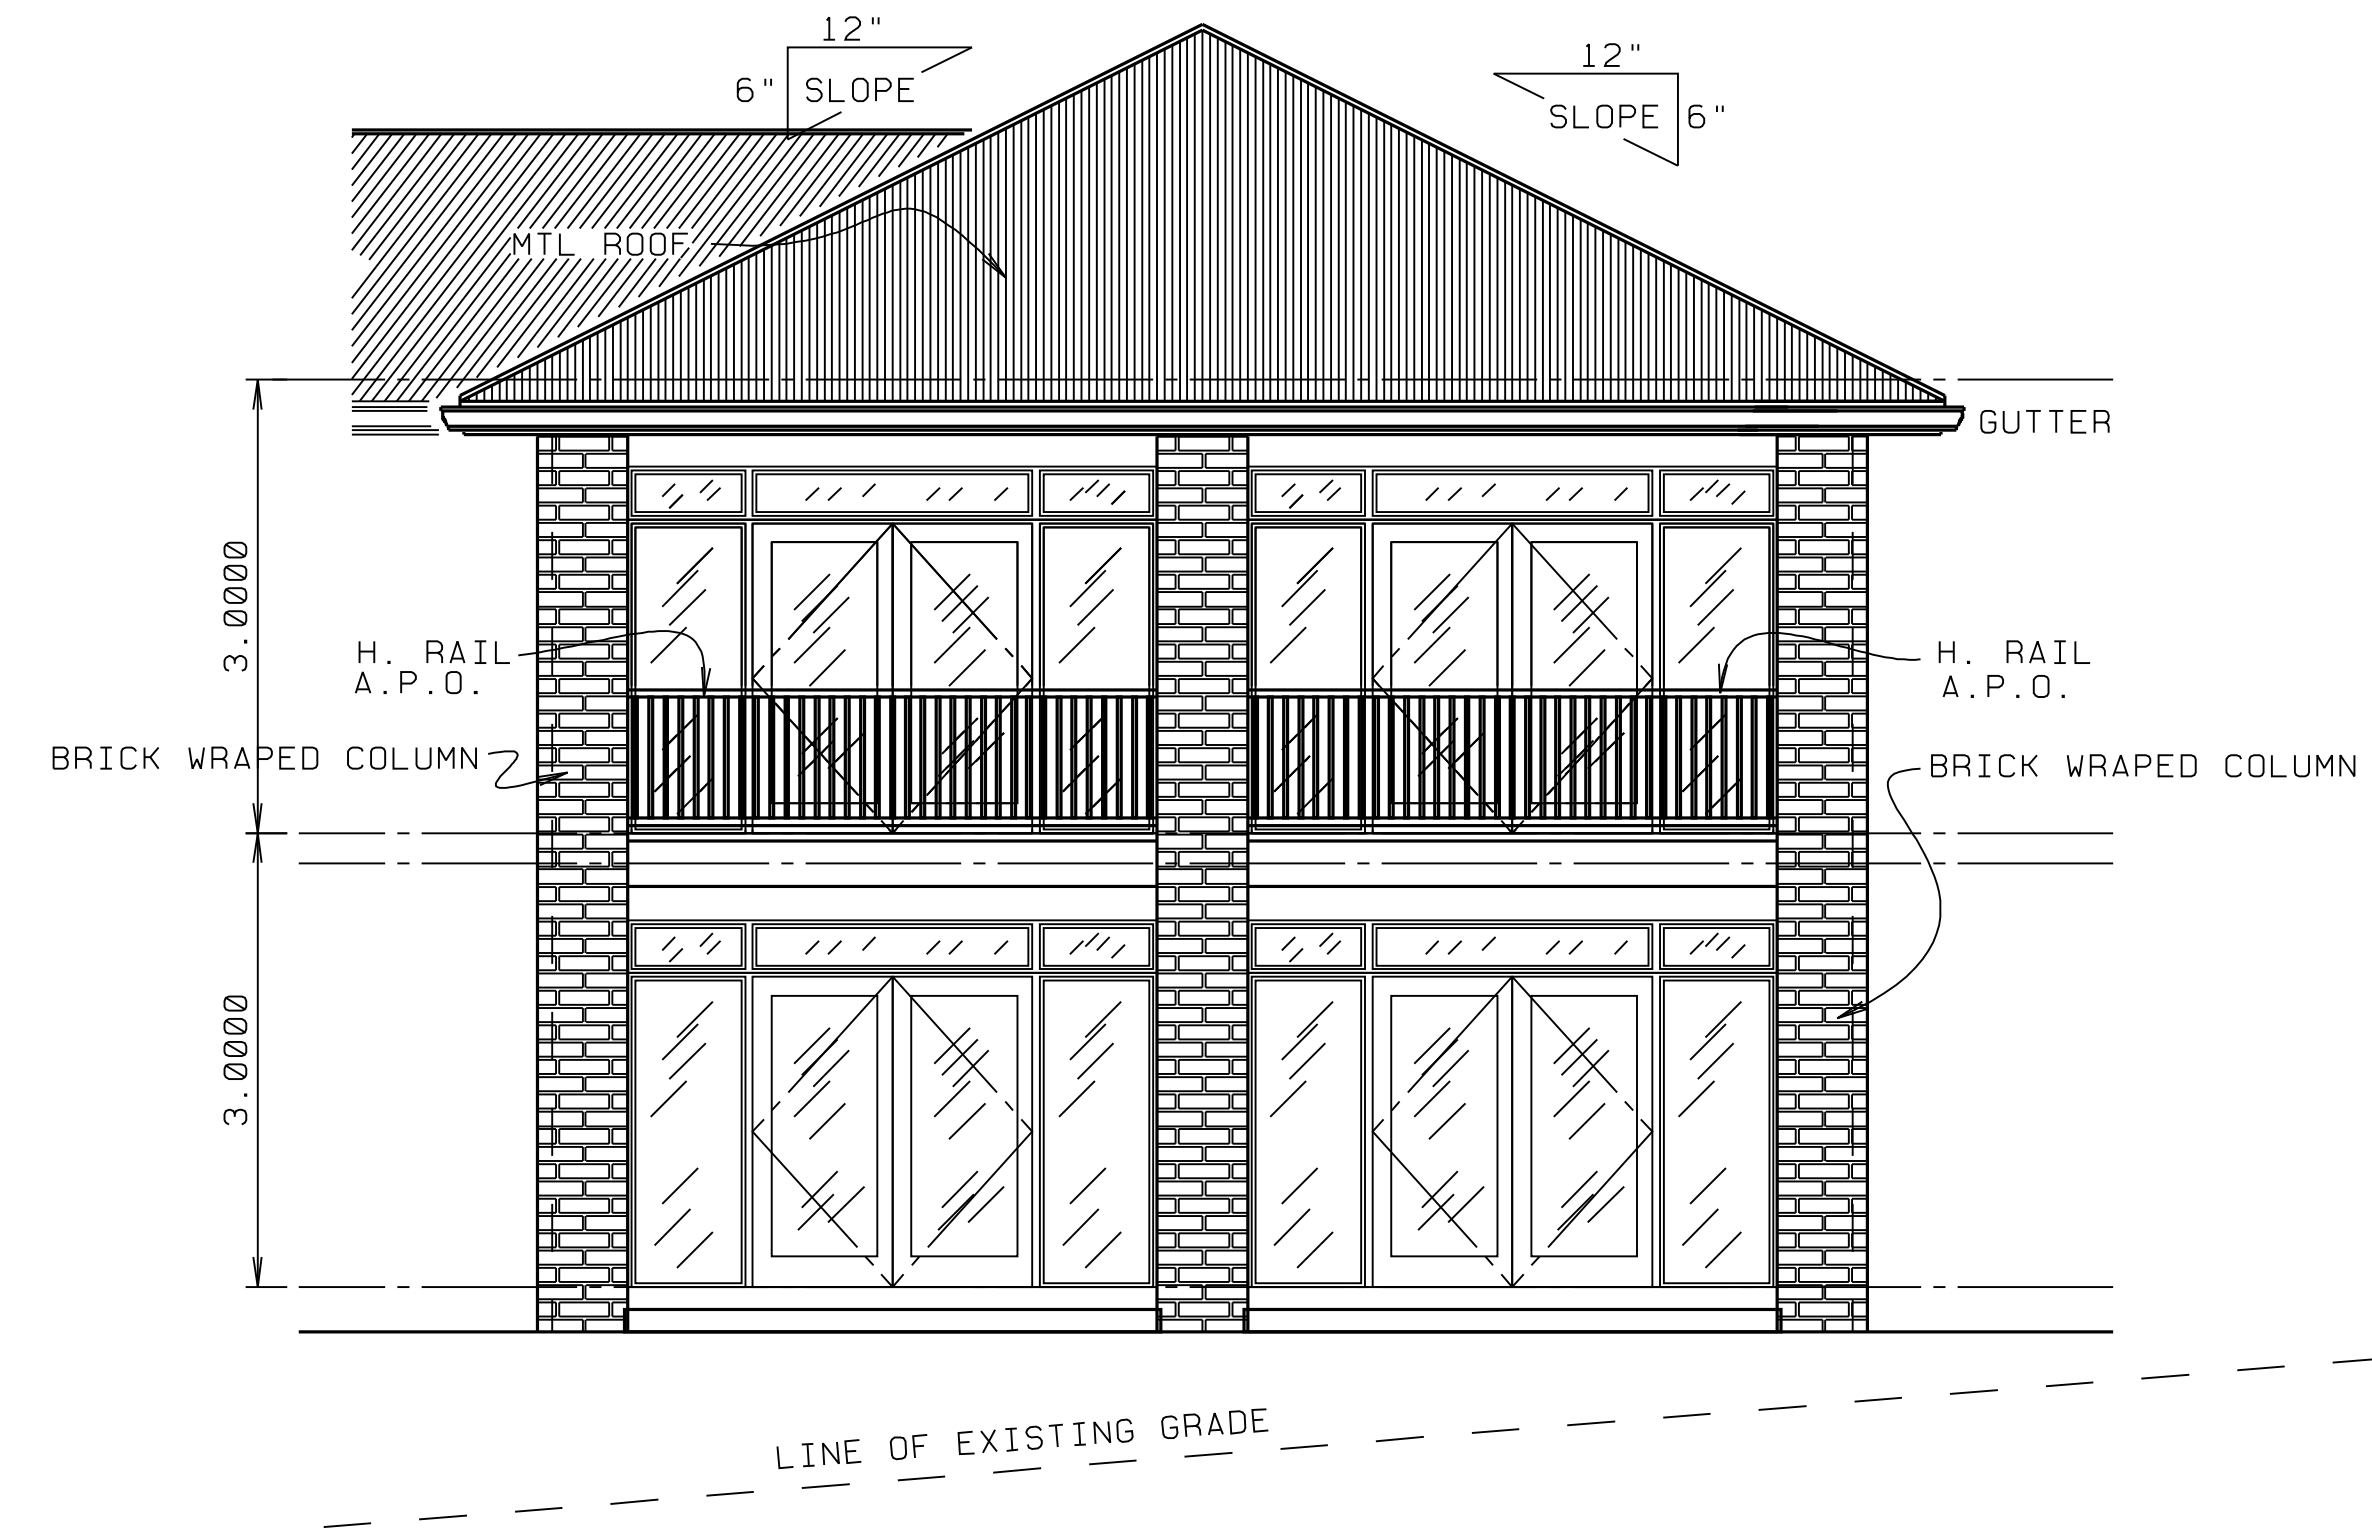 12"
6" SLOPE
12"
SLOPE 6"
MTL ROOF
GUTTER
3.0000
H. RAIL
A.P.O.
H. RAIL
A.P.O.
BRICK WRAPED COLUMN
BRICK WRAPED COLUMN
3.0000
LINE OF EXISTING GRADE